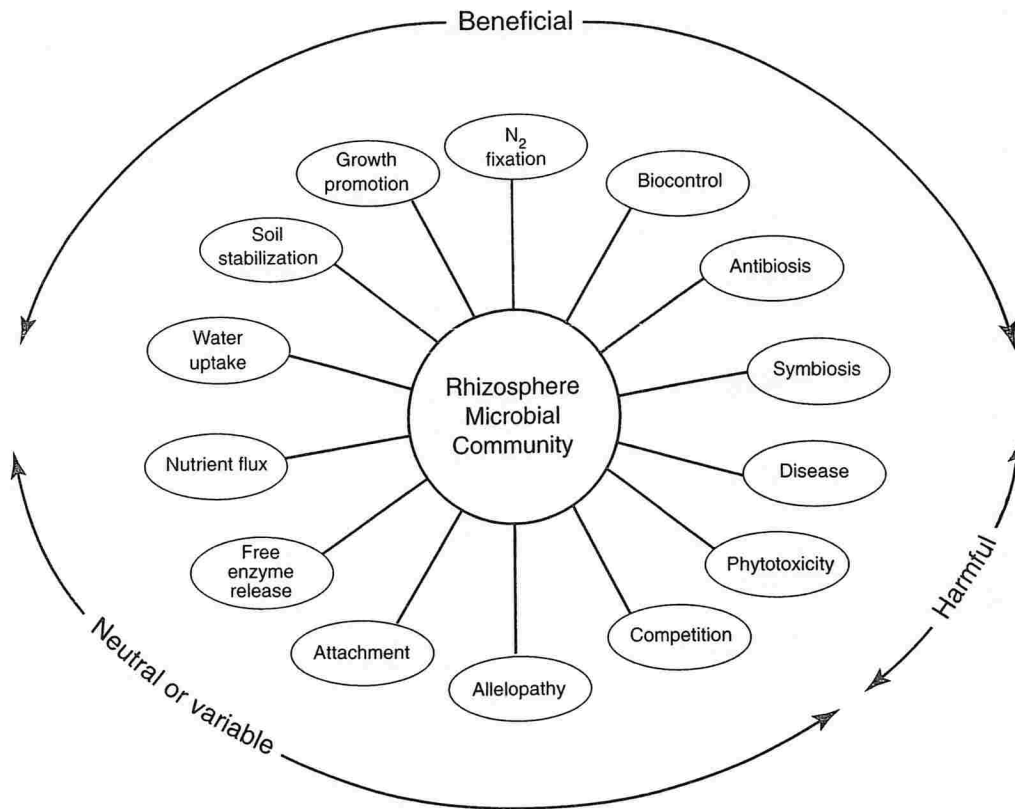 Beneficial
N₂
fixation
Growth
promotion
Biocontrol
Soil
stabilization
Antibiosis
Water
uptake
Symbiosis
Rhizosphere
Microbial
Community
Nutrient flux
Disease
Free
enzyme
release
Phytotoxicity
Harmful
Attachment
Competition
Allelopathy
Neutral or variable